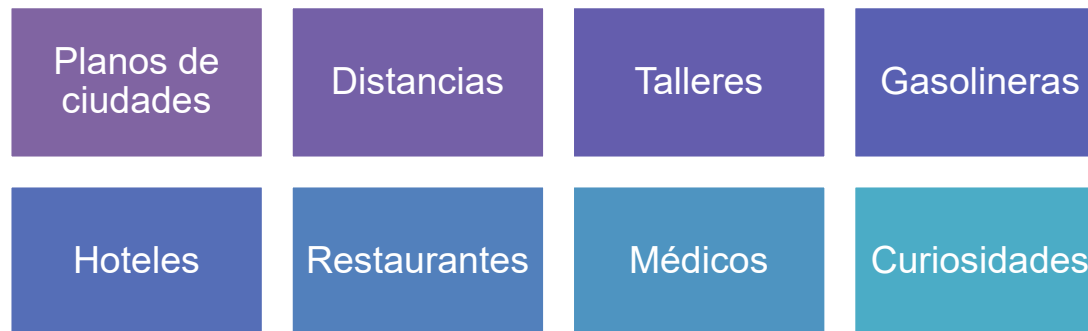 Planos de
ciudades
Distancias
Talleres
Gasolineras
Hoteles
Restaurantes
Médicos
Curiosidades